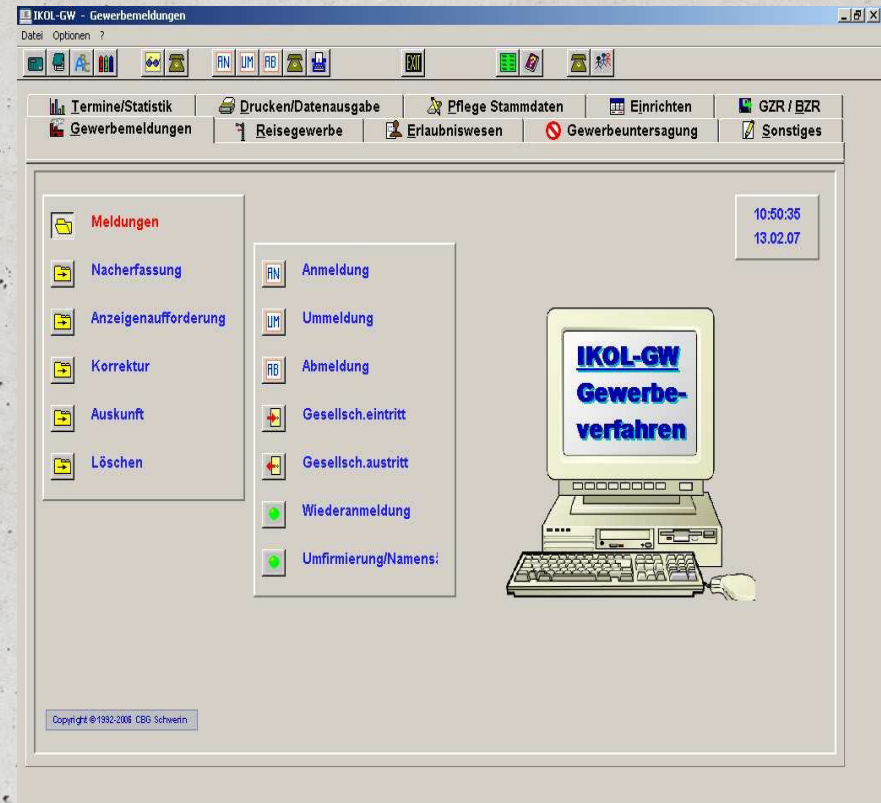 IKOL-GW - Gewerbemeldungen
Datei Optionen ?
AN UM AB EXIT
Termine/Statistik Drucken/Datenausgabe Pflege Stammdaten Einrichten GZR / BZR
Gewerbemeldungen Reisegewerbe Erlaubniswesen Gewerbeuntersagung Sonstiges
Meldungen
Nacherfassung
Anzeigenaufforderung
Korrektur
Auskunft
Löschen
AN Anmeldung
UM Ummeldung
AB Abmeldung
Gesellsch.eintritt
Gesellsch.austritt
Wiederanmeldung
Umfirmierung/Namensä
10:50:35
13.02.07
IKOL-GW
Gewerbe-
verfahren
Copyright ©1992-2006 CBG Schwerin